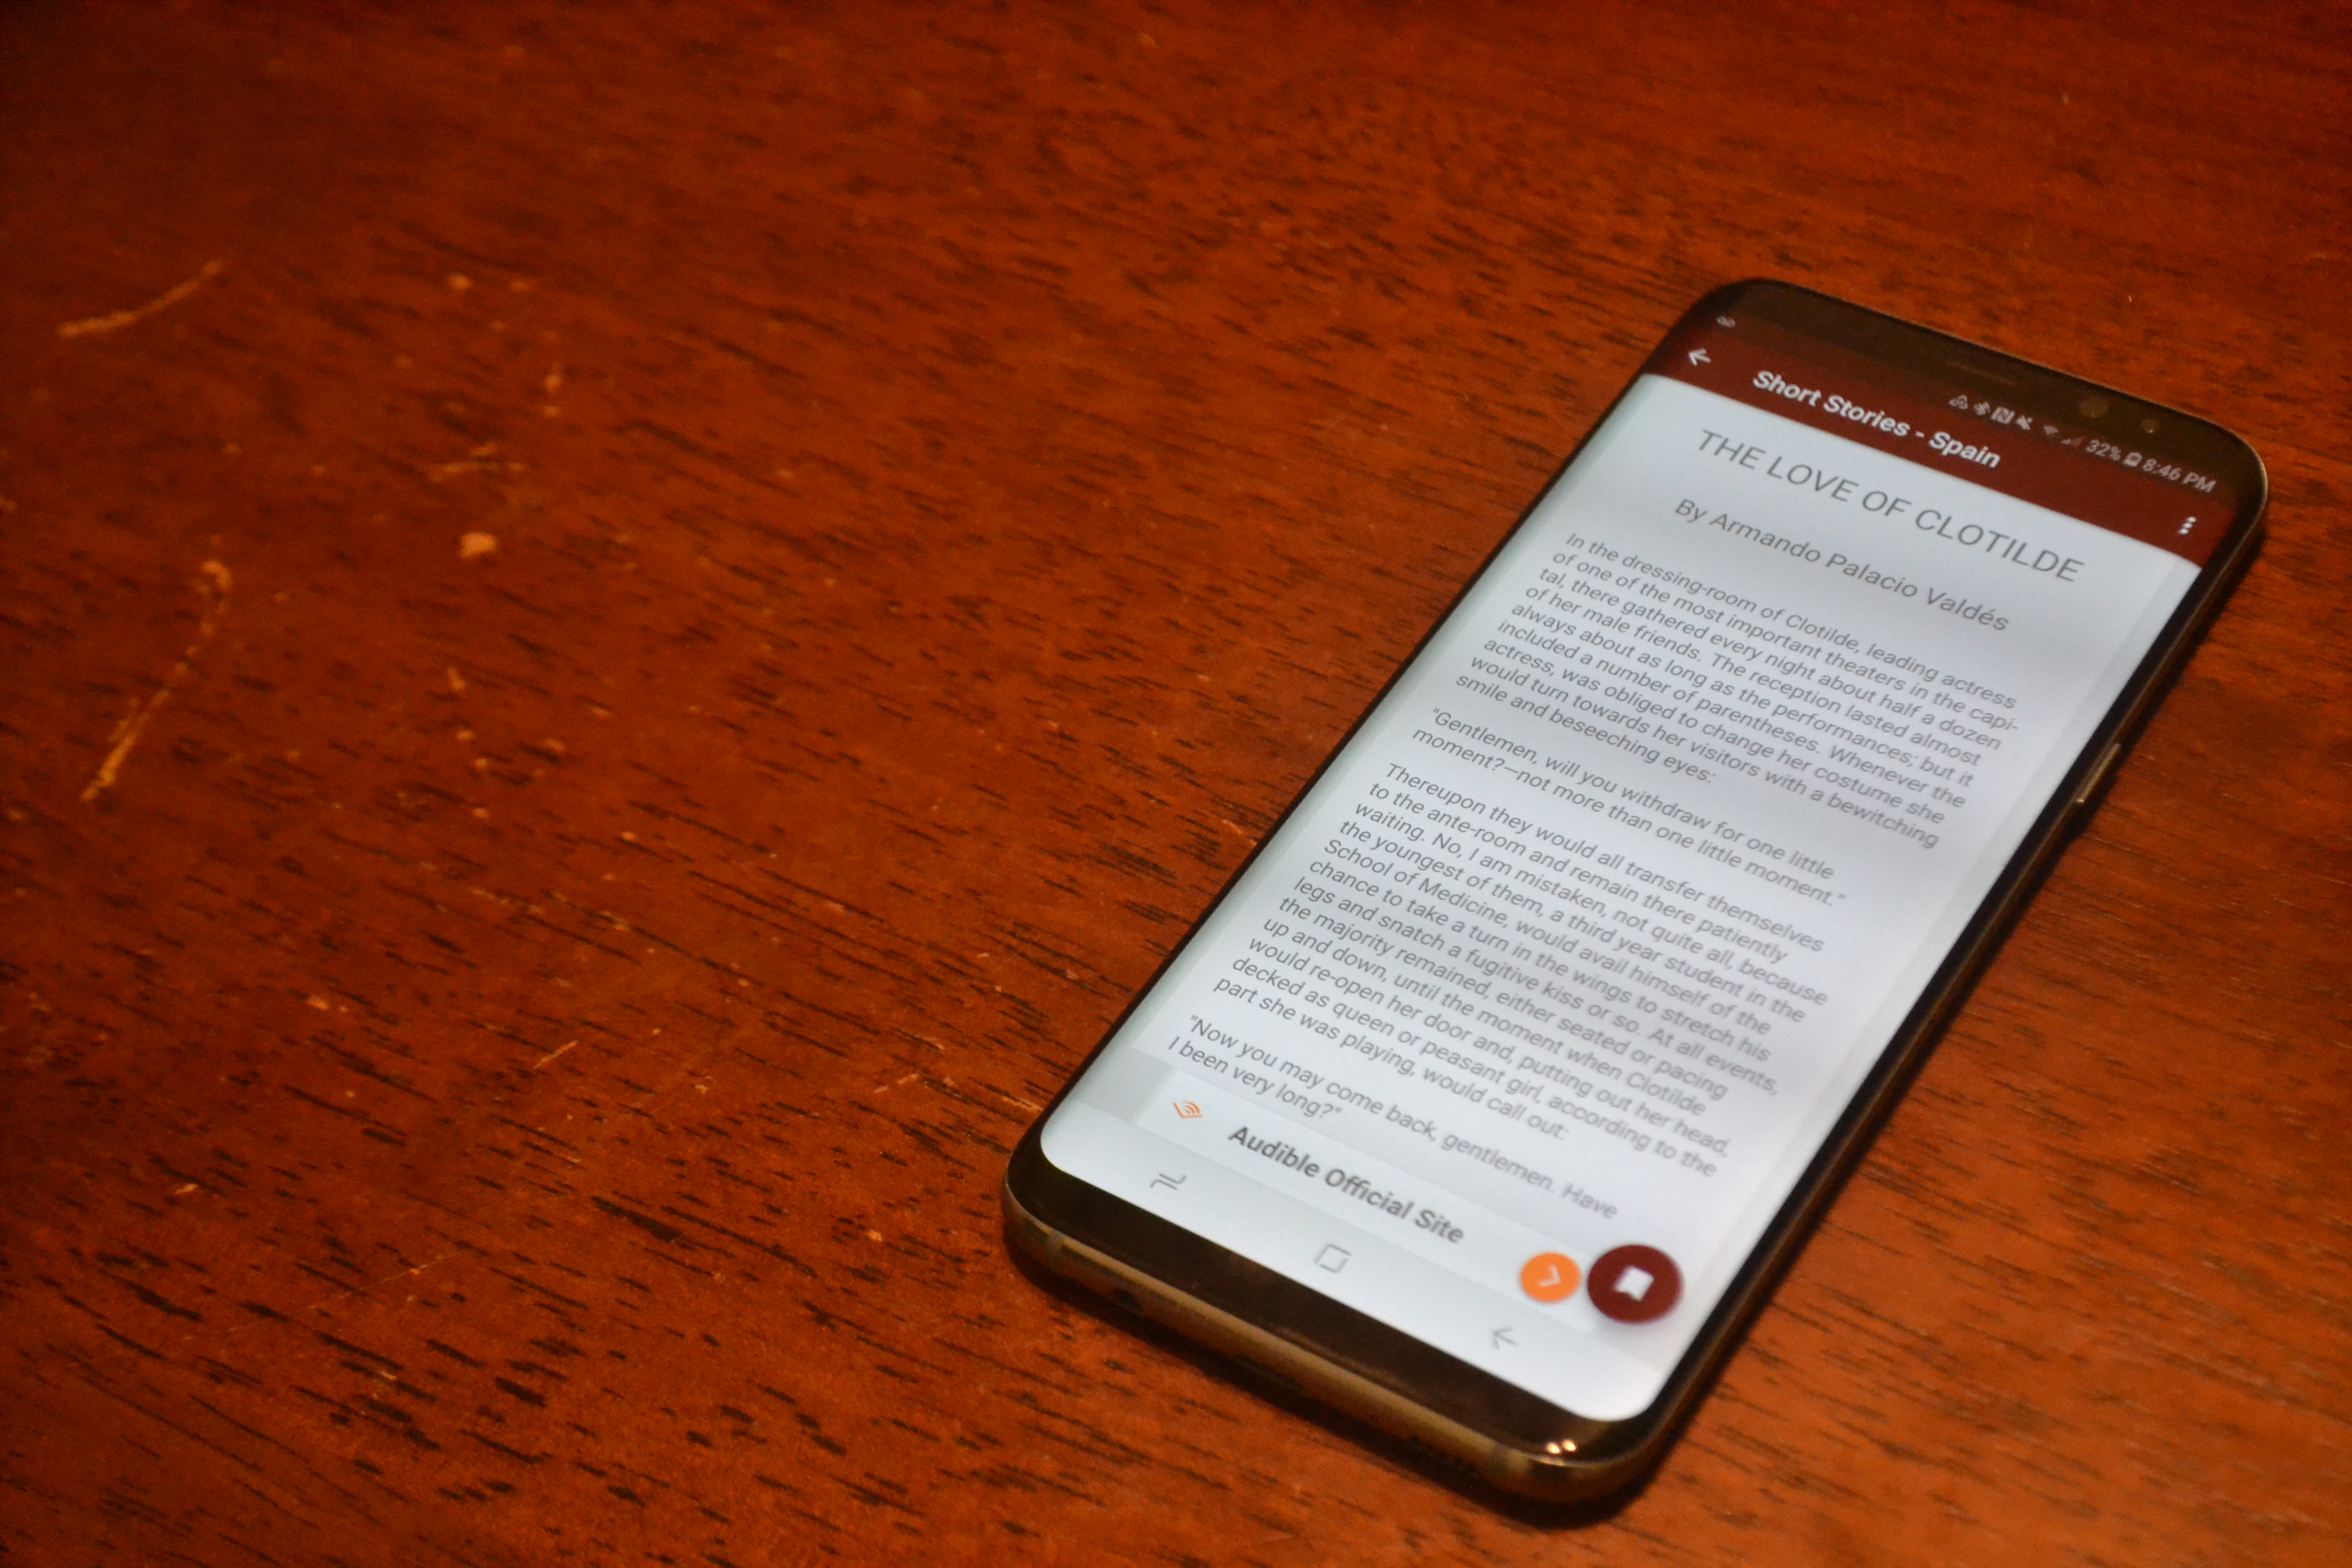 32% 8:46 PM
Short Stories - Spain
THE LOVE OF CLOTILDE
By Armando Palacio Valdés
In the dressing-room of Clotilde, leading actress
of one of the most important theaters in the capi-
tal, there gathered every night about half a dozen
of her male friends. The reception lasted almost
always about as long as the performances; but it
included a number of parentheses. Whenever the
actress, was obliged to change her costume she
would turn towards her visitors with a bewitching
smile and beseeching eyes:
"Gentlemen, will you withdraw for one little
moment?—not more than one little moment."
Thereupon they would all transfer themselves
to the ante-room and remain there patiently
waiting. No, I am mistaken, not quite all, because
the youngest of them, a third year student in the
School of Medicine, would avail himself of the
chance to take a turn in the wings to stretch his
legs and snatch a fugitive kiss or so. At all events,
the majority remained, either seated or pacing
up and down, until the moment when Clotilde
would re-open her door and, putting out her head,
decked as queen or peasant girl, according to the
part she was playing, would call out:
"Now you may come back, gentlemen. Have
I been very long?"
Audible Official Site